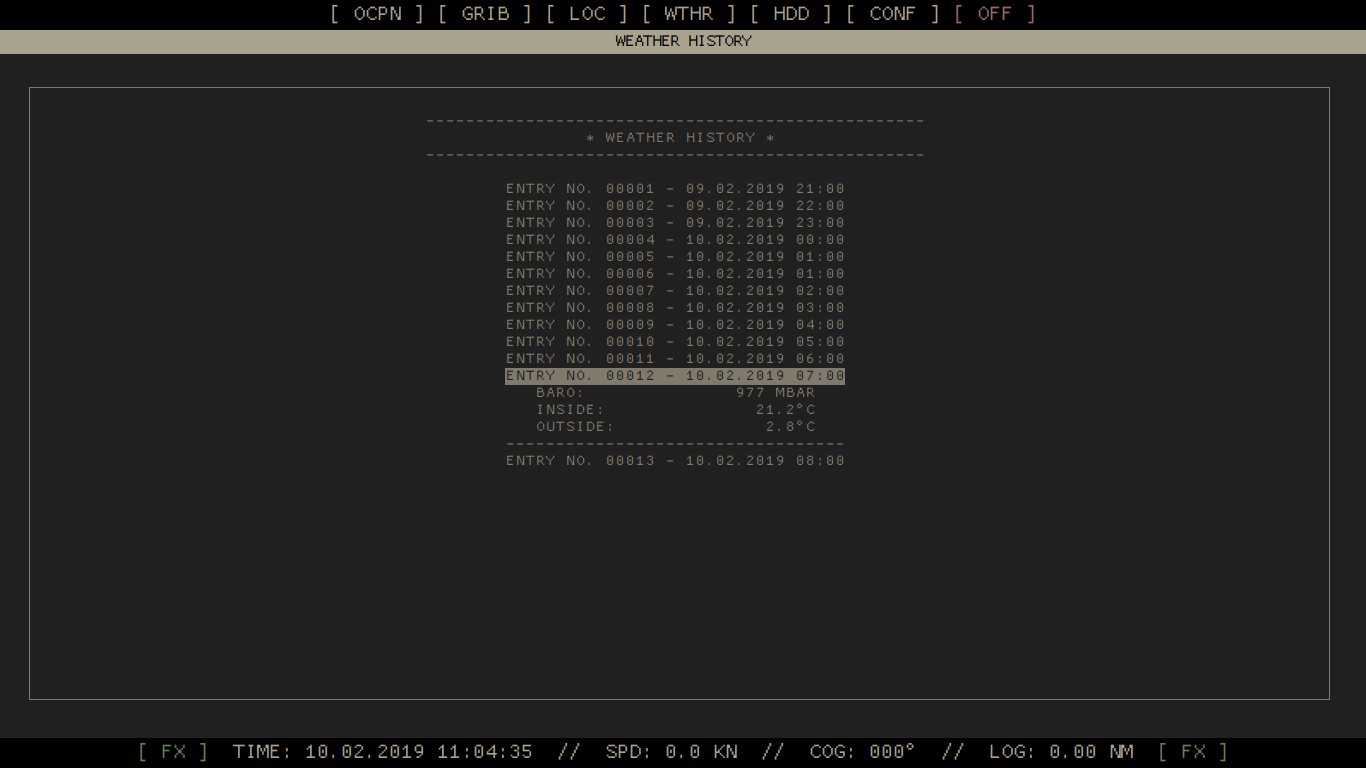 [ OCPN ] [ GRIB ] [ LOC ] [ WTHR ] [ HDD ] [ CONF ] [ OFF ]
WEATHER HISTORY
--------------------------------------------------
* WEATHER HISTORY *
--------------------------------------------------
ENTRY NO. 00001 - 09.02.2019 21:00
ENTRY NO. 00002 - 09.02.2019 22:00
ENTRY NO. 00003 - 09.02.2019 23:00
ENTRY NO. 00004 - 10.02.2019 00:00
ENTRY NO. 00005 - 10.02.2019 01:00
ENTRY NO. 00006 - 10.02.2019 01:00
ENTRY NO. 00007 - 10.02.2019 02:00
ENTRY NO. 00008 - 10.02.2019 03:00
ENTRY NO. 00009 - 10.02.2019 04:00
ENTRY NO. 00010 - 10.02.2019 05:00
ENTRY NO. 00011 - 10.02.2019 06:00
ENTRY NO. 00012 - 10.02.2019 07:00
BARO: 977 MBAR
INSIDE: 21.2°C
OUTSIDE: 2.8°C
----------------------------------
ENTRY NO. 00013 - 10.02.2019 08:00
[ FX ] TIME: 10.02.2019 11:04:35 // SPD: 0.0 KN // COG: 000° // LOG: 0.00 NM [ FX ]